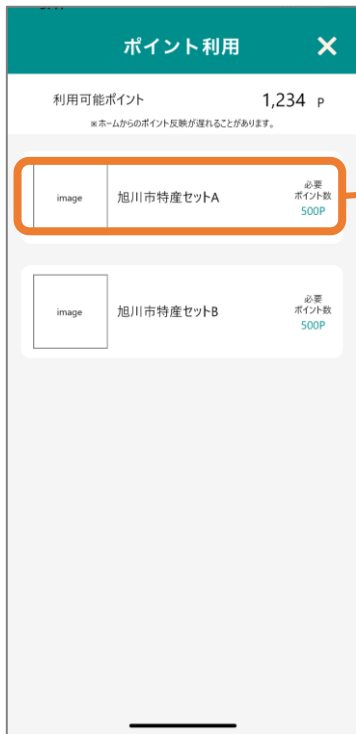 ポイント利用
利用可能ポイント 1,234 P
※ホームからのポイント反映が遅れることがあります。
image
旭川市特産セットA
必要
ポイント数
500P
image
旭川市特産セットB
必要
ポイント数
500P